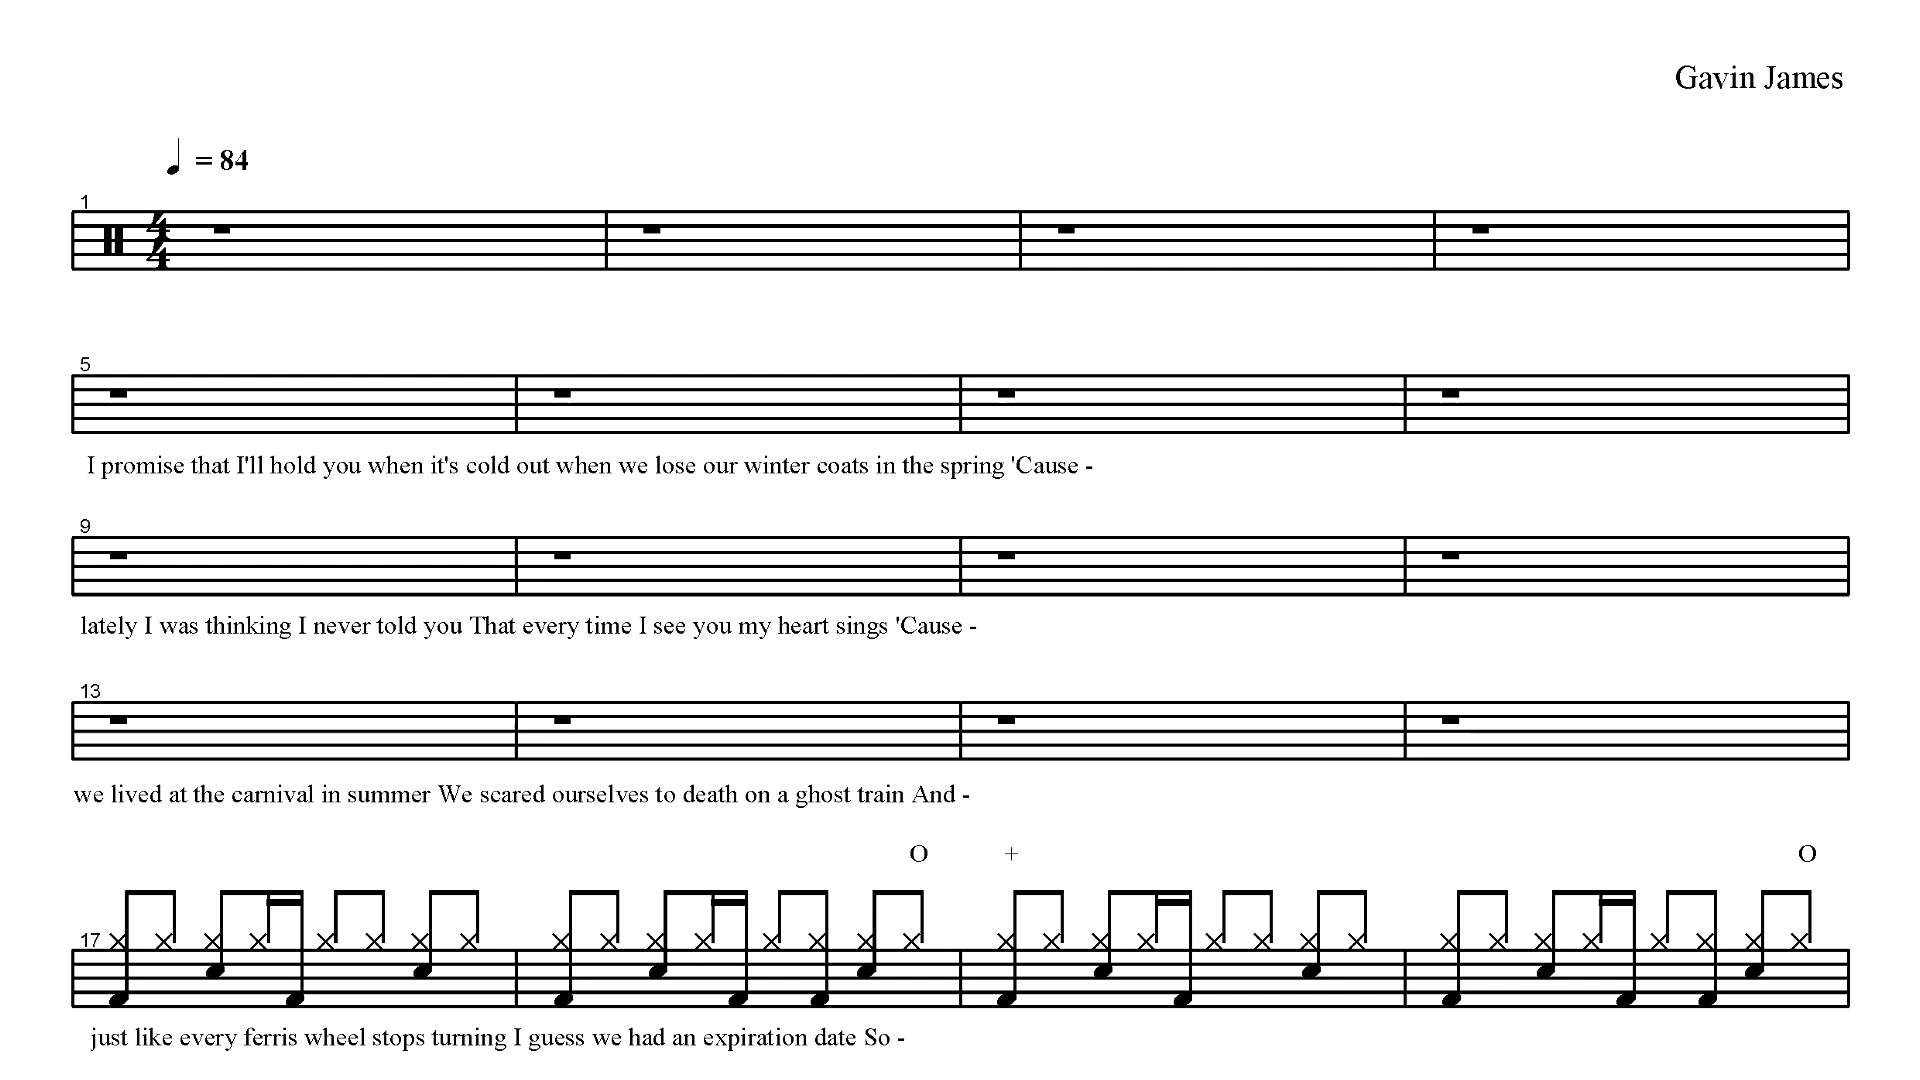 Gavin James
= 84
1
4
4
5
I promise that I'll hold you when it's cold out when we lose our winter coats in the spring 'Cause -
9
lately I was thinking I never told you That every time I see you my heart sings 'Cause -
13
we lived at the carnival in summer We scared ourselves to death on a ghost train And -
O + O
17
just like every ferris wheel stops turning I guess we had an expiration date So -